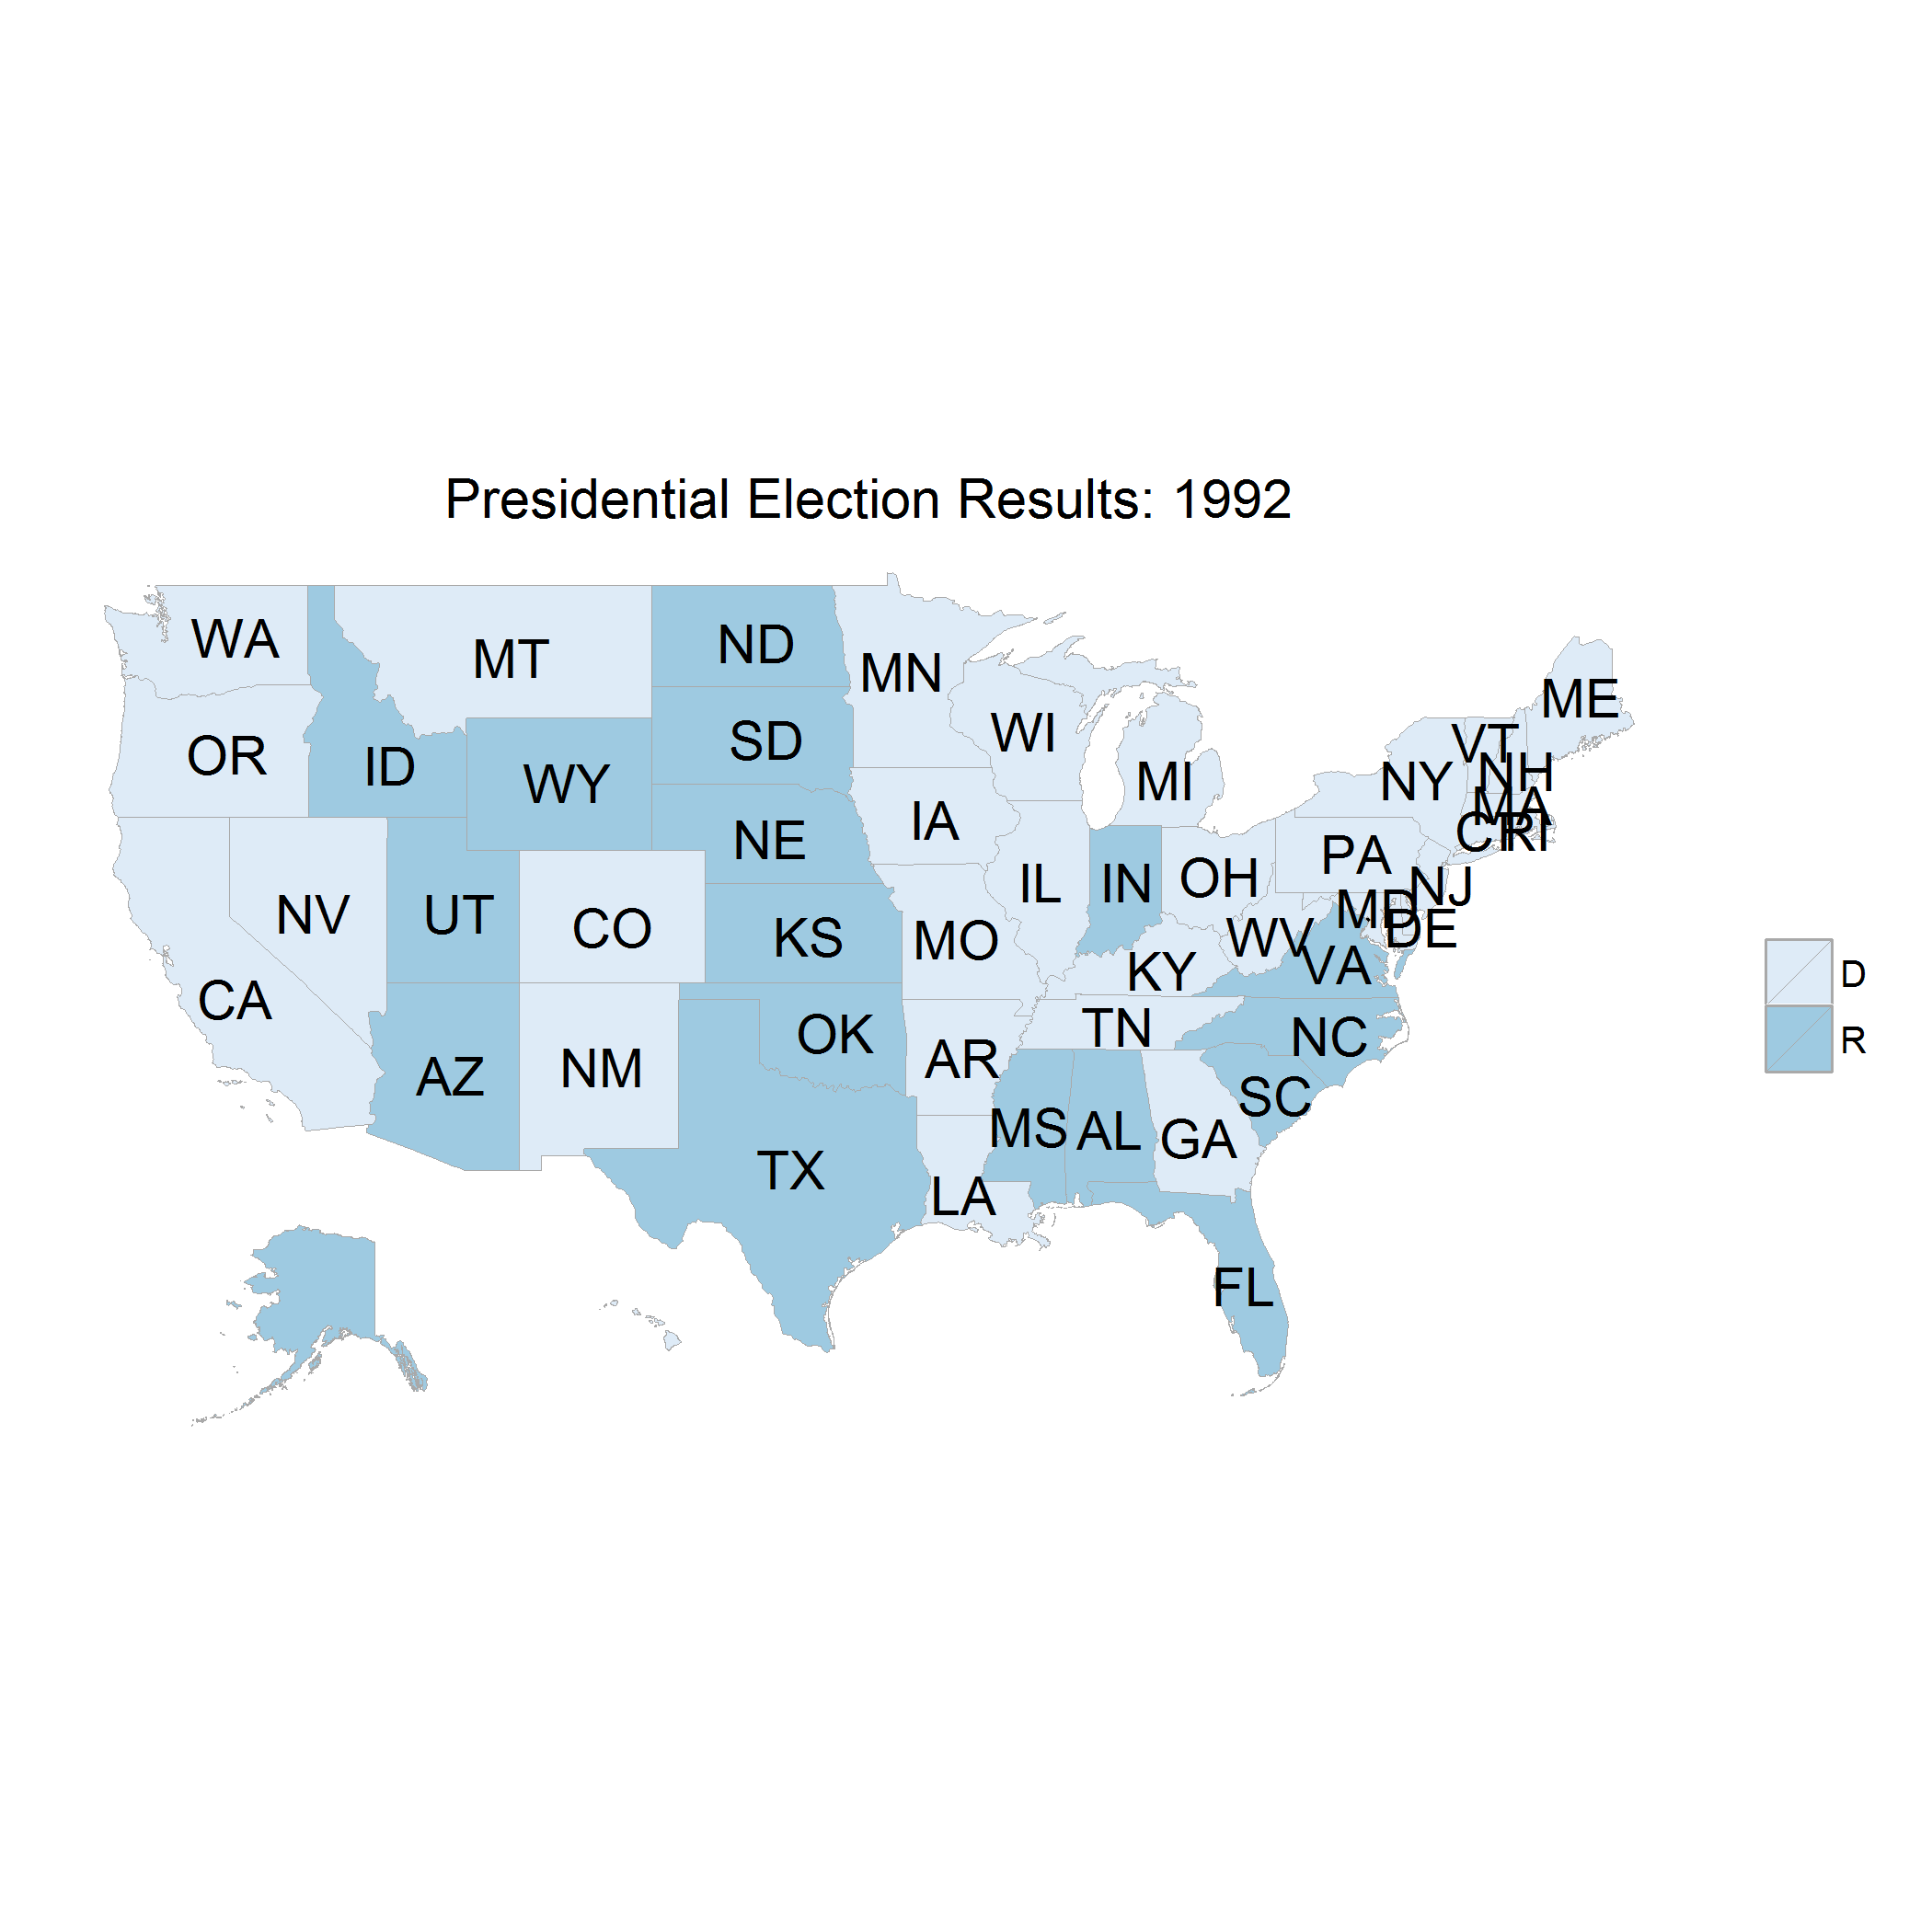 Presidential Election Results: 1992
WA
MT
ND
MN
ME
OR
ID
WY
SD
WI
MI
NY
VT
NH
MA
CT
RI
NE
IA
PA
NV
UT
CO
KS
MO
IL
IN
OH
NJ
MD
DE
WV
VA
KY
CA
AZ
NM
OK
AR
TN
NC
SC
MS
AL
GA
TX
LA
FL
D
R